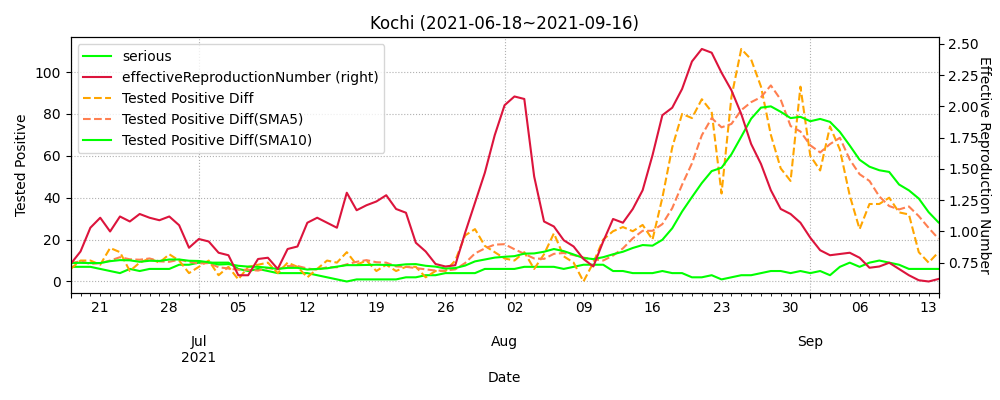 Kochi (2021-06-18~2021-09-16)
serious
effectiveReproductionNumber (right)
Tested Positive Diff
Tested Positive Diff(SMA5)
Tested Positive Diff(SMA10)
Tested Positive
0
20
40
60
80
100
0.75
1.00
1.25
1.50
1.75
2.00
2.25
2.50
Effective Reproduction Number
21 28 05 12 19 26 02 09 16 23 30 06 13
Jul Aug Sep
2021
Date